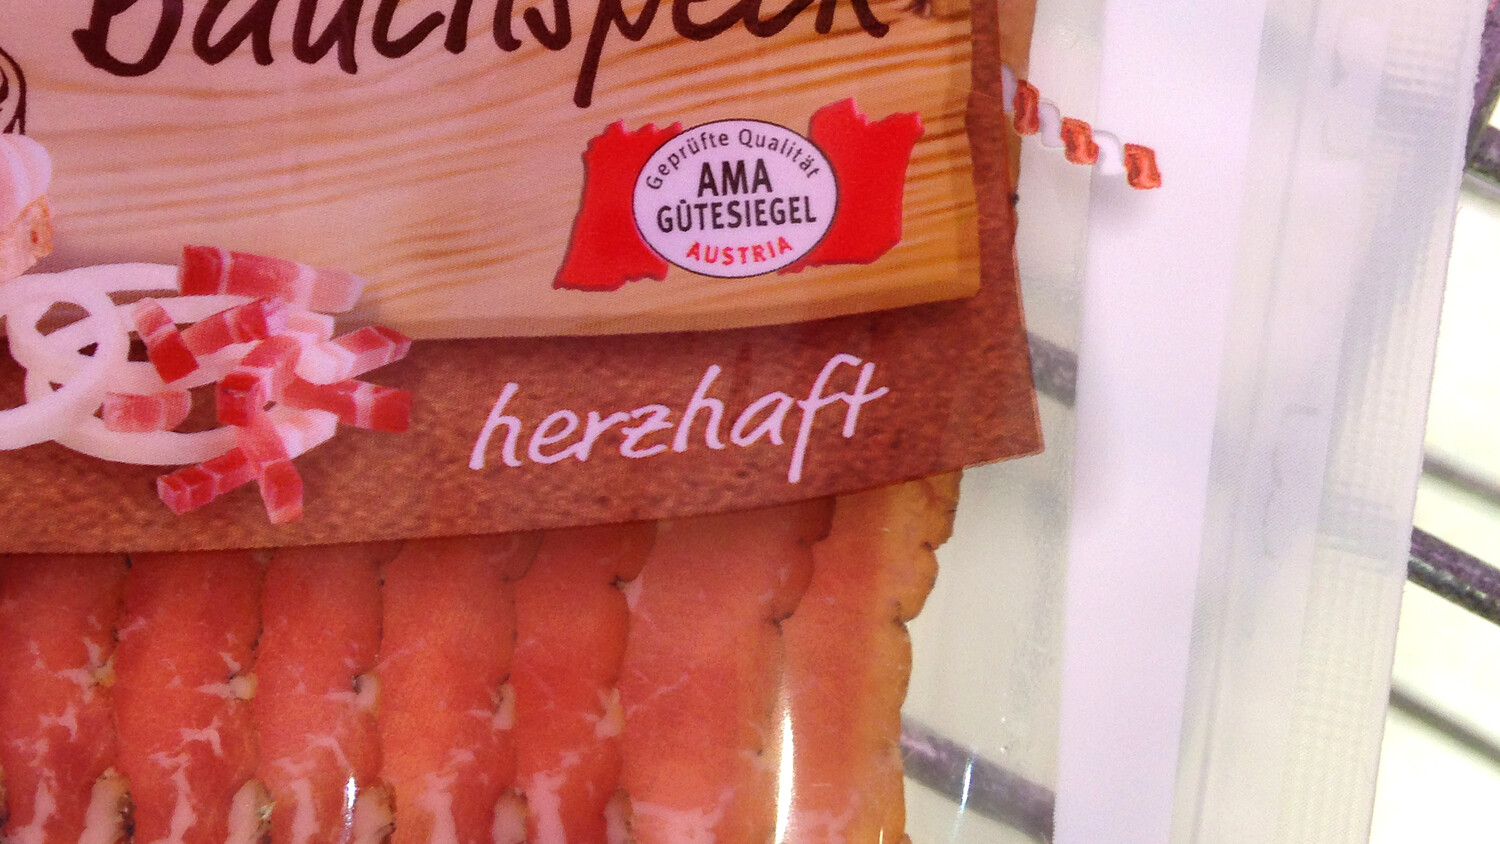 Bauchspeck
Geprüfte Qualität
AMA
GÜTESIEGEL
AUSTRIA
herzhaft